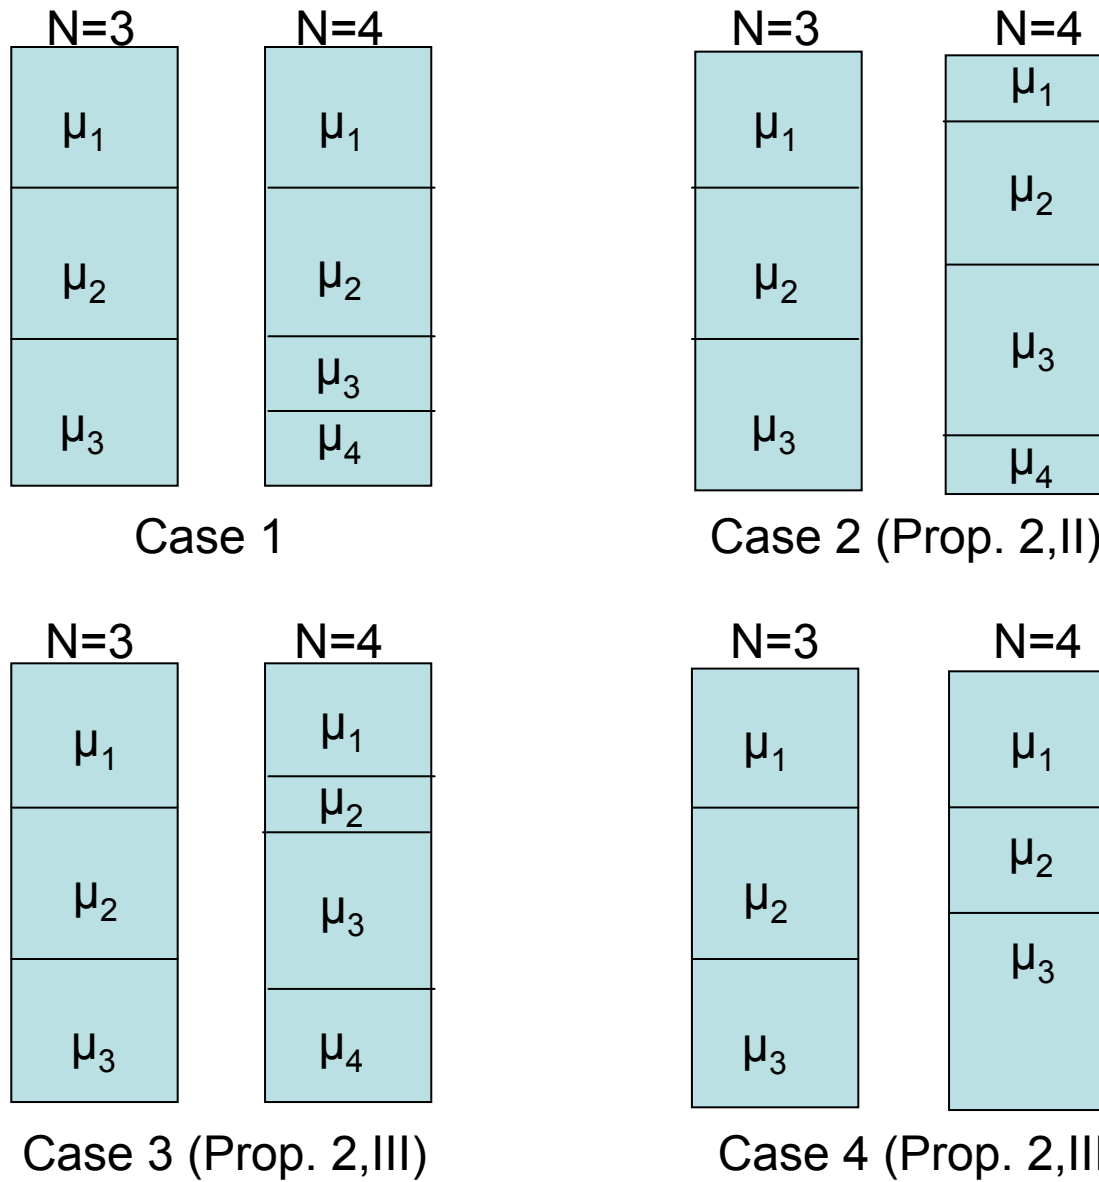 N=3
N=4
μ1
μ2
μ3
μ1
μ2
μ3
μ4
Case 1
N=3
N=4
μ1
μ2
μ3
μ1
μ2
μ3
μ4
Case 2 (Prop. 2,II)
N=3
N=4
μ1
μ2
μ3
μ1
μ2
μ3
μ4
Case 3 (Prop. 2,III)
N=3
N=4
μ1
μ2
μ3
μ1
μ2
μ3
Case 4 (Prop. 2,III